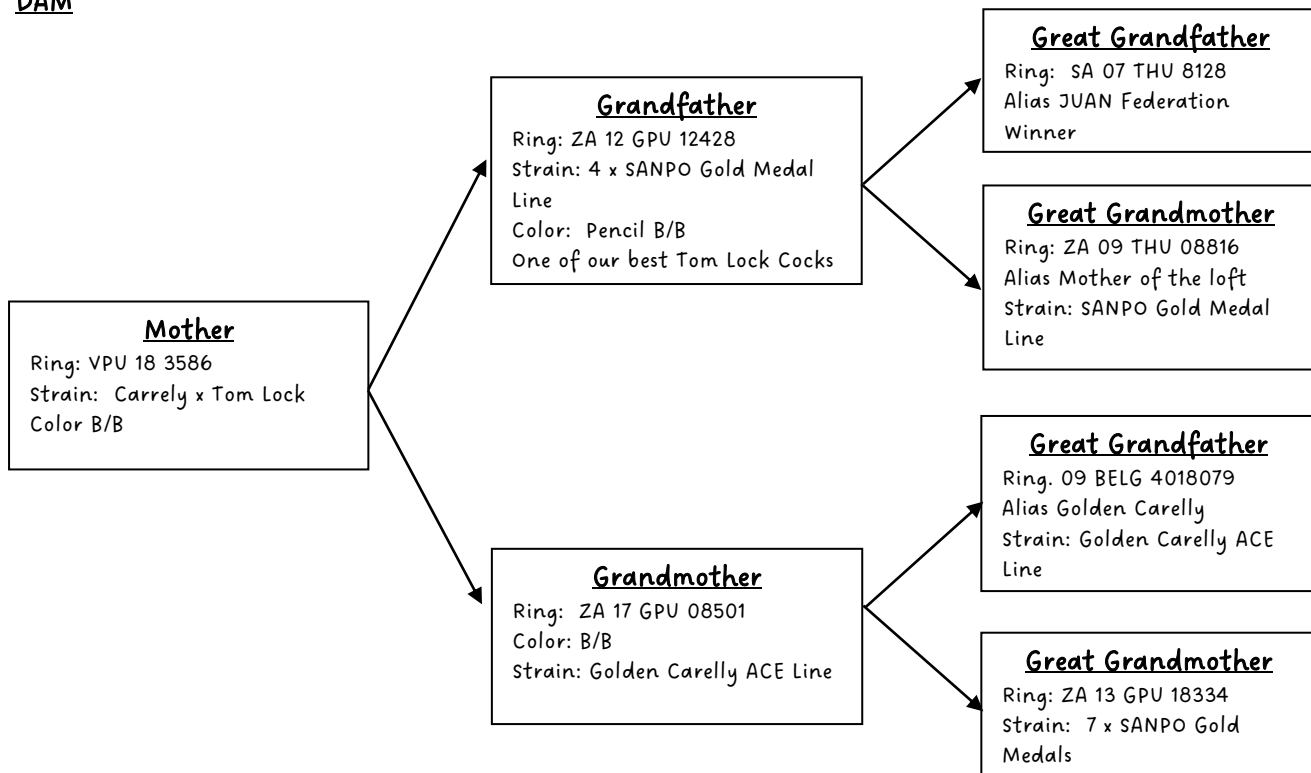 DAM
Great Grandfather
Ring: SA 07 THU 8128
Alias JUAN Federation
Winner
Grandfather
Ring: ZA 12 GPU 12428
Strain: 4 x SANPO Gold Medal
Line
Color: Pencil B/B
One of our best Tom Lock Cocks
Great Grandmother
Ring: ZA 09 THU 08816
Alias Mother of the loft
Strain: SANPO Gold Medal
Line
Mother
Ring: VPU 18 3586
Strain: Carrely x Tom Lock
Color B/B
Great Grandfather
Ring. 09 BELG 4018079
Alias Golden Carelly
Strain: Golden Carelly ACE
Line
Grandmother
Ring: ZA 17 GPU 08501
Color: B/B
Strain: Golden Carelly ACE Line
Great Grandmother
Ring: ZA 13 GPU 18334
Strain: 7 x SANPO Gold
Medals